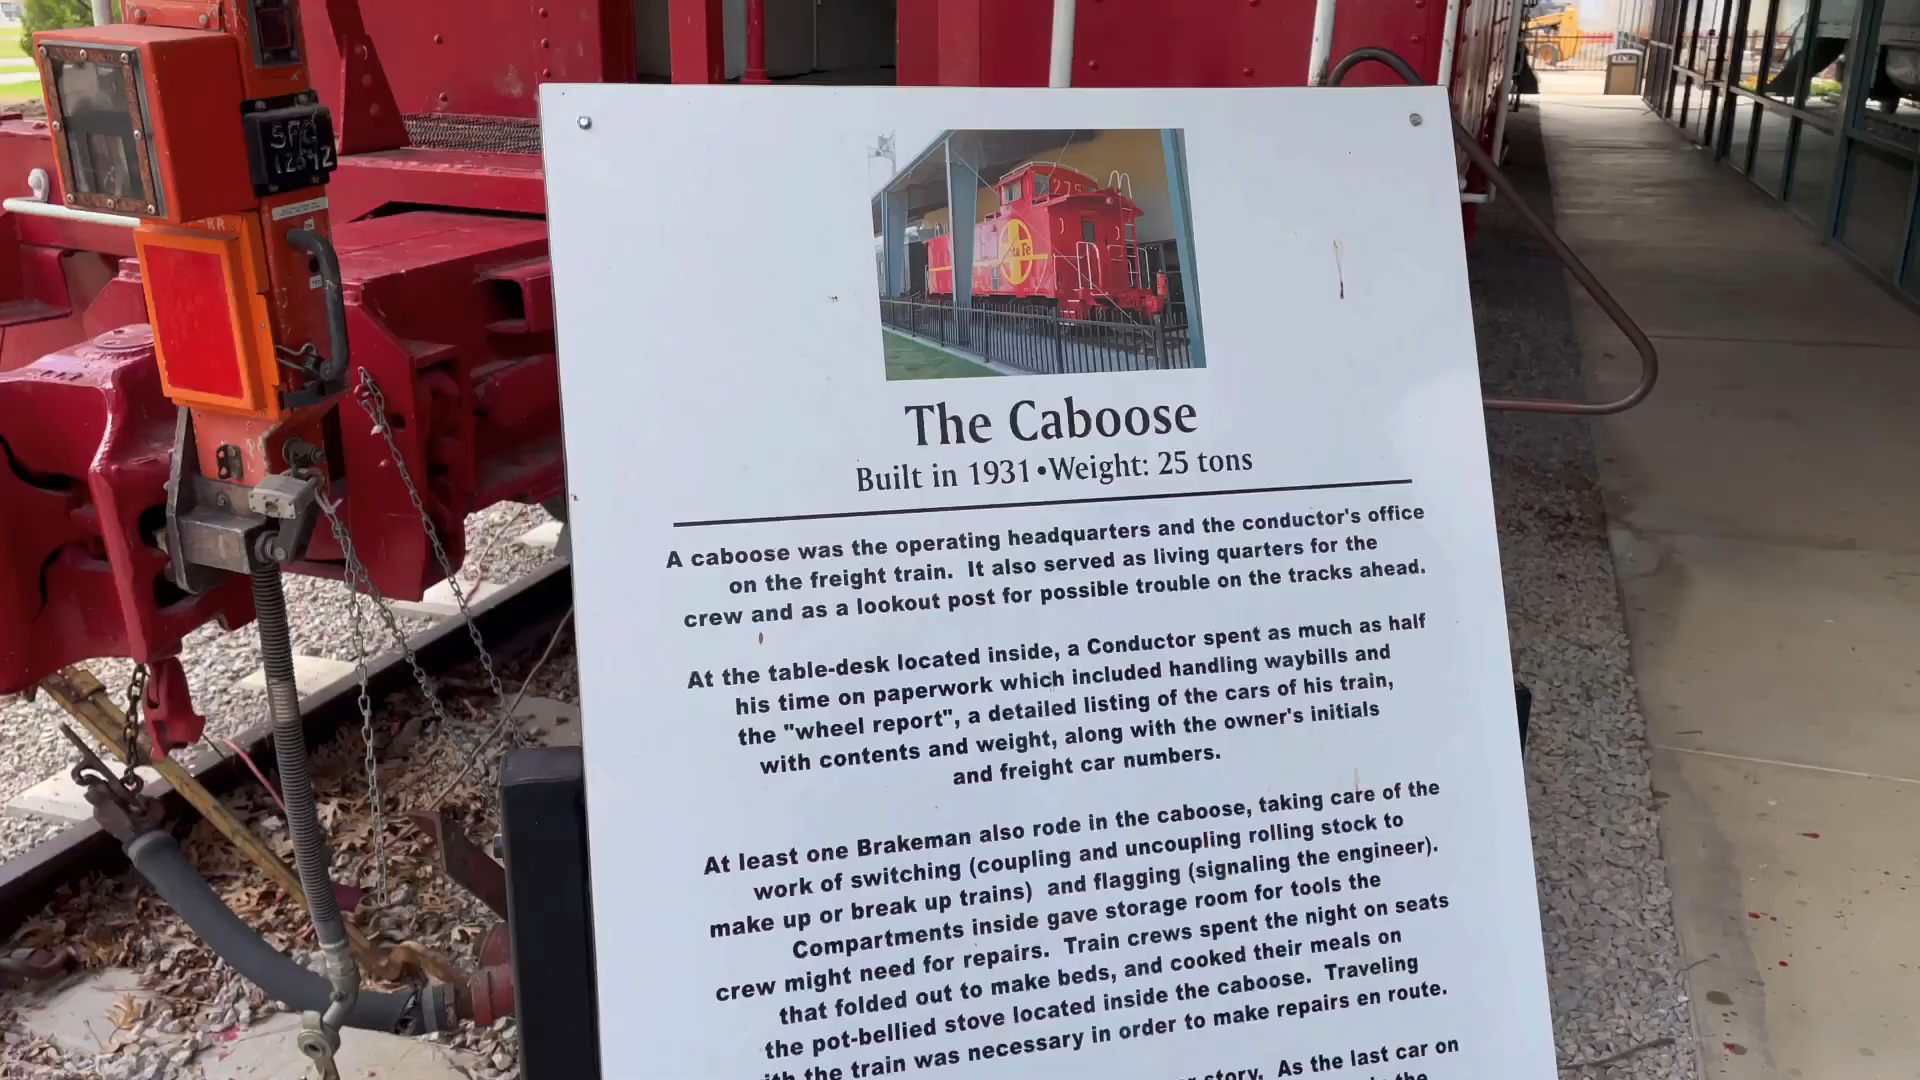 SFQ
12842
RR
275
ta Fe
The Caboose
Built in 1931•Weight: 25 tons
A caboose was the operating headquarters and the conductor's office
on the freight train. It also served as living quarters for the
crew and as a lookout post for possible trouble on the tracks ahead.
At the table-desk located inside, a Conductor spent as much as half
his time on paperwork which included handling waybills and
the "wheel report", a detailed listing of the cars of his train,
with contents and weight, along with the owner's initials
and freight car numbers.
At least one Brakeman also rode in the caboose, taking care of the
work of switching (coupling and uncoupling rolling stock to
make up or break up trains) and flagging (signaling the engineer).
Compartments inside gave storage room for tools the
crew might need for repairs. Train crews spent the night on seats
that folded out to make beds, and cooked their meals on
the pot-bellied stove located inside the caboose. Traveling
the train was necessary in order to make repairs en route.
story. As the last car on
the